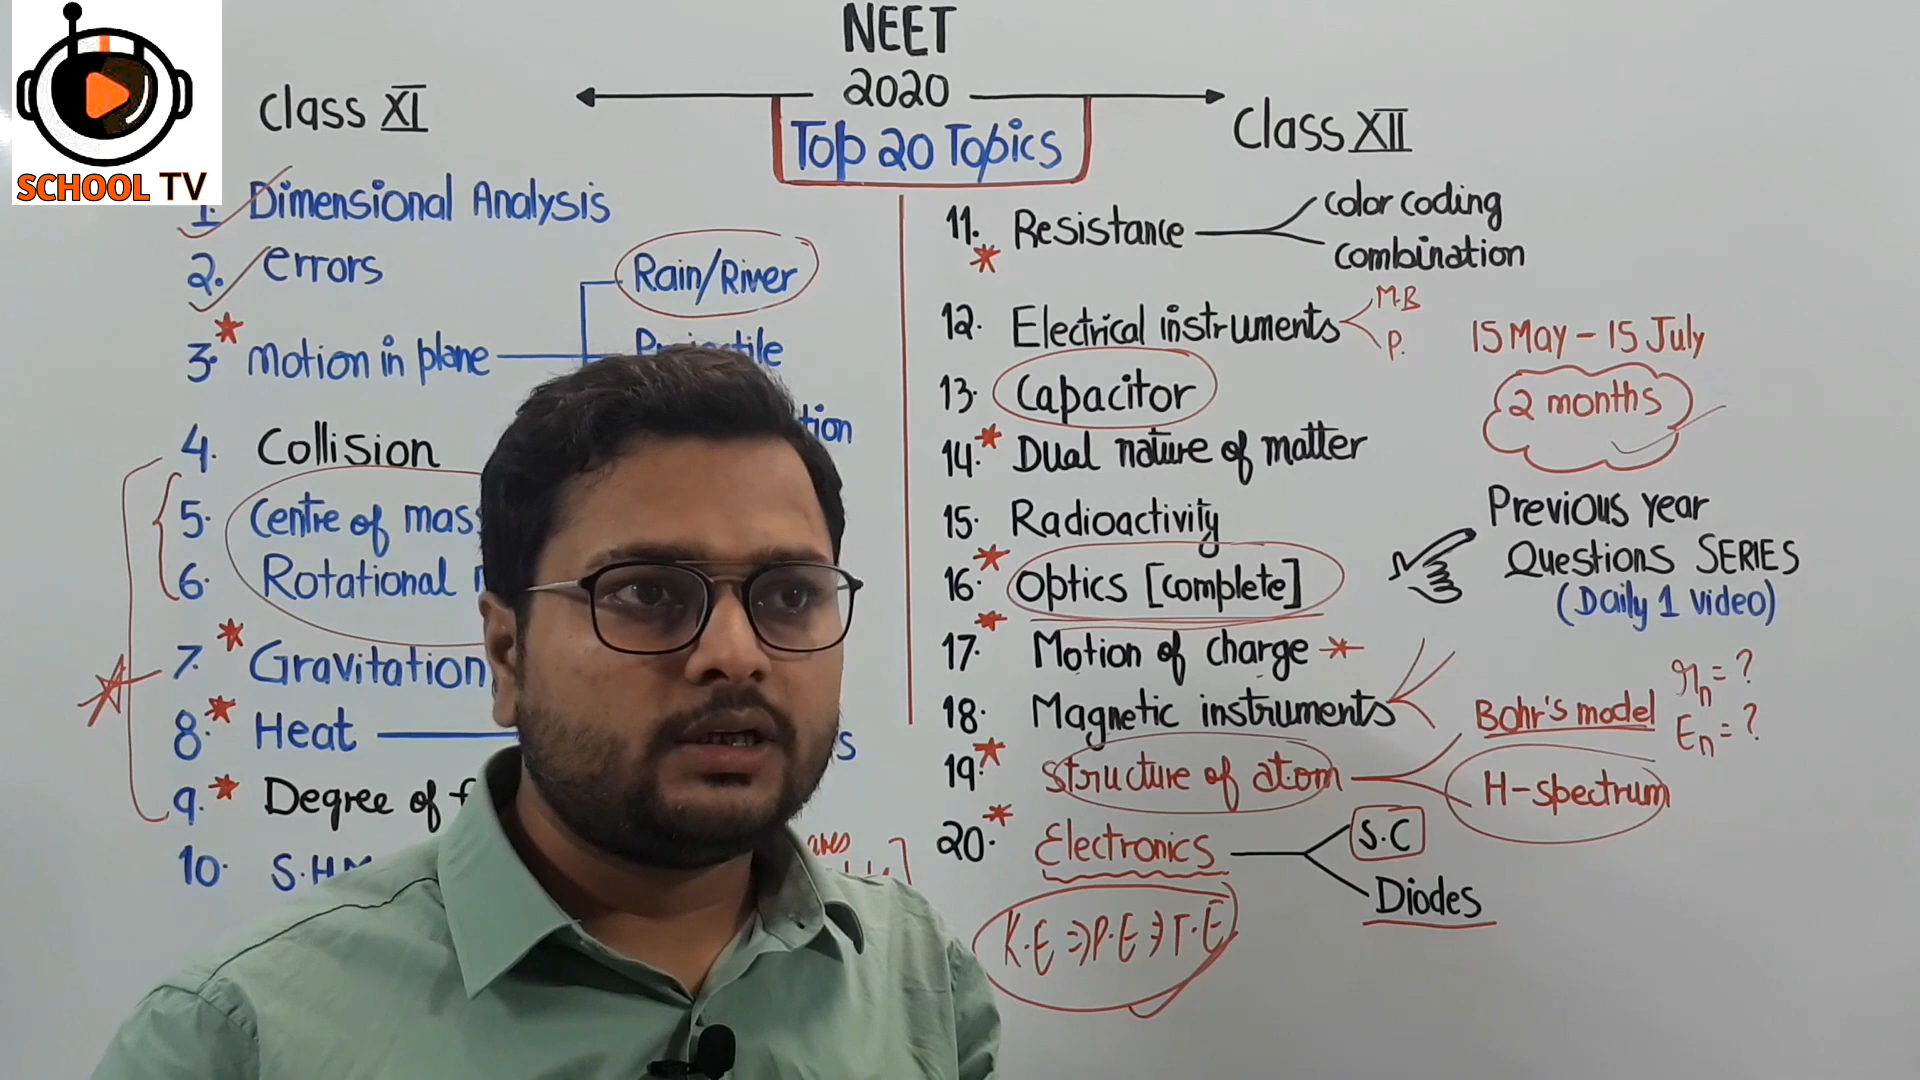 SCHOOL TV
NEET
2020
Top 20 Topics
Class XI
1. Dimensional Analysis
2. errors
3. Motion in plane
Rain/River
4. Collision
5. Centre of mas
6. Rotational
7. Gravitation
8. Heat
9. Degree of f
10. S.H.M
Class XII
11. Resistance
color coding
combination
12. Electrical instruments
M.B
P.
13. Capacitor
14. Dual nature of matter
15. Radioactivity
16. Optics [complete]
17. Motion of charge
18. Magnetic instruments
19. Structure of atom
Bohr's model
H-spectrum
20. Electronics
S.C
Diodes
K.E ⇒ P.E ⇒ T.E
15 May - 15 July
2 months
Previous year
Questions SERIES
(Daily 1 video)
rn = ?
En = ?